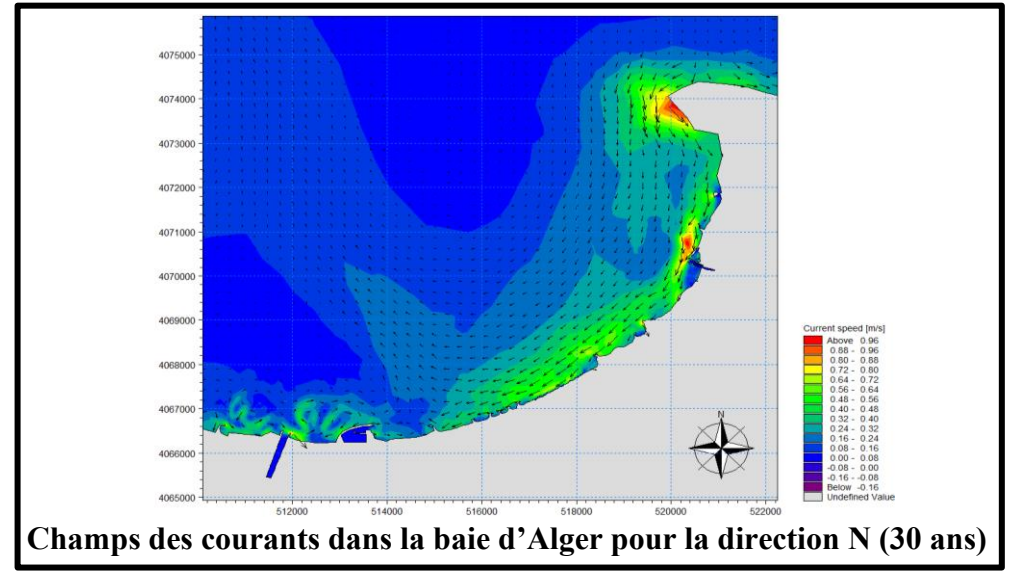 4075000
4074000
4073000
4072000
4071000
4070000
4069000
4068000
4067000
4066000
4065000
512000 514000 516000 518000 520000 522000
N
Current speed [m/s]
Above 0.96
0.88 - 0.96
0.80 - 0.88
0.72 - 0.80
0.64 - 0.72
0.56 - 0.64
0.48 - 0.56
0.40 - 0.48
0.32 - 0.40
0.24 - 0.32
0.16 - 0.24
0.08 - 0.16
0.00 - 0.08
-0.08 - 0.00
-0.16 - -0.08
Below -0.16
Undefined Value
Champs des courants dans la baie d’Alger pour la direction N (30 ans)